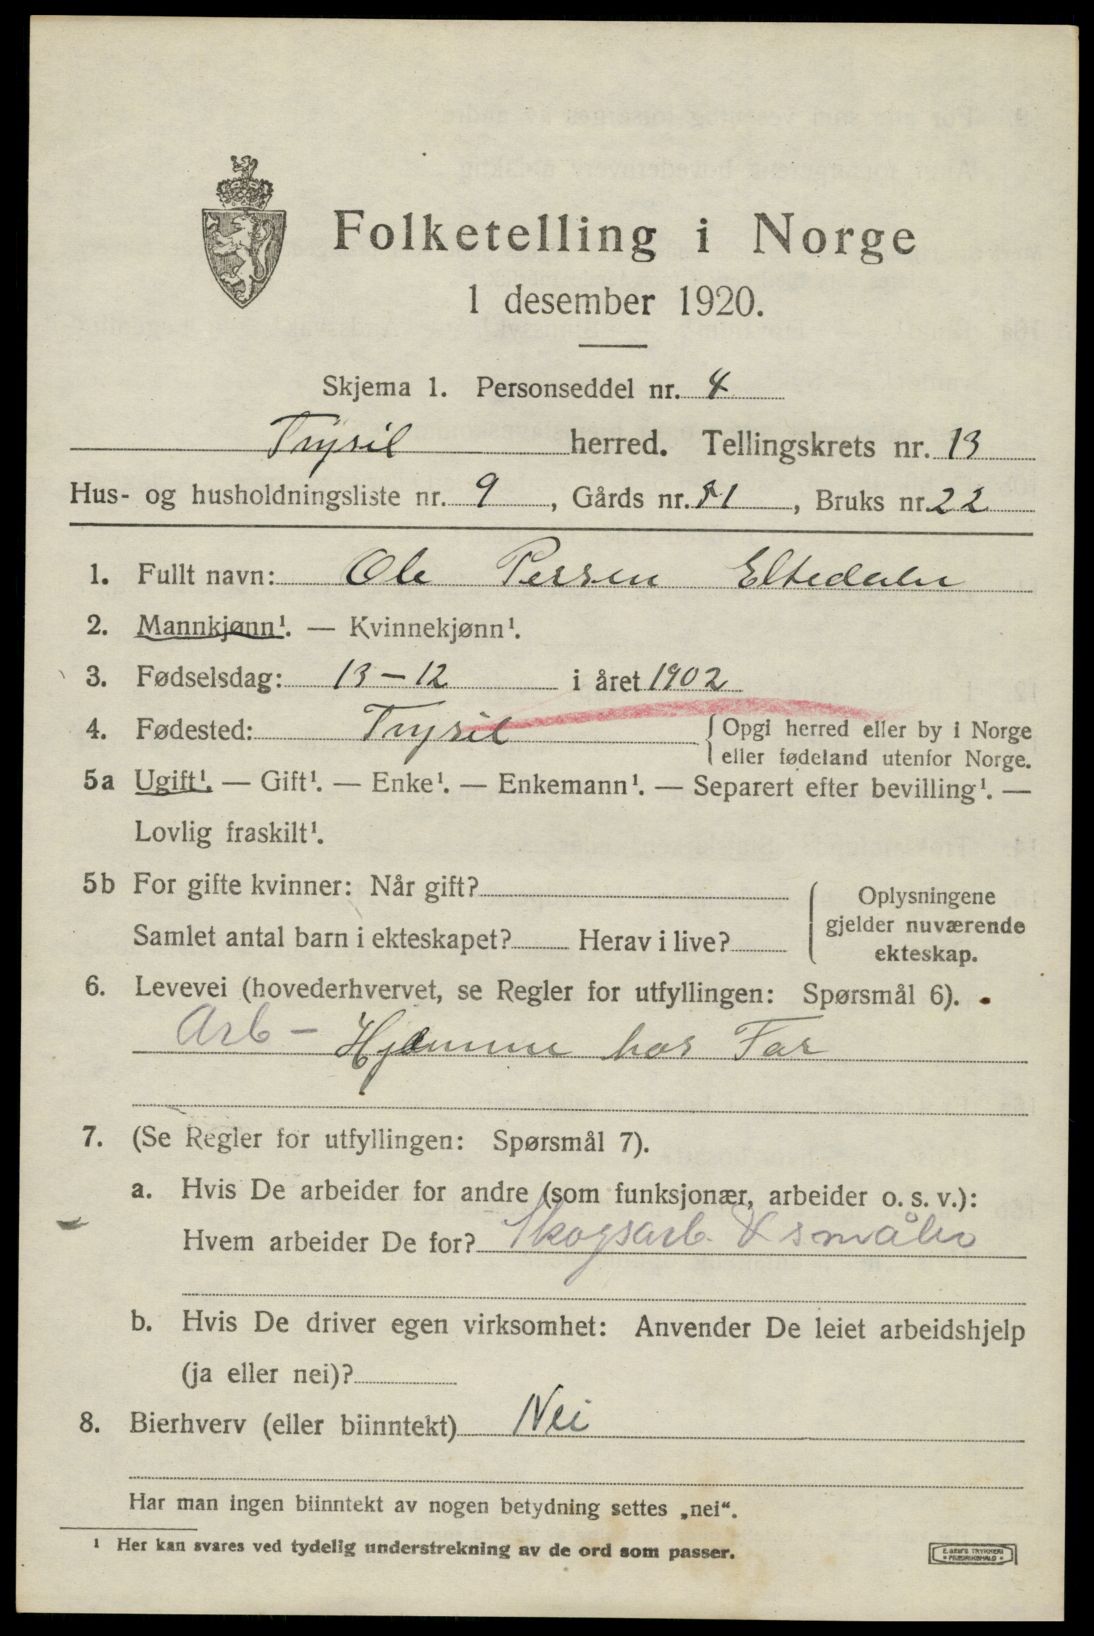 Folketelling i Norge
1 desember 1920.
Skjema 1. Personseddel nr. 4
Trysil herred. Tellingskrets nr. 13
Hus- og husholdningsliste nr. 9, Gårds nr. 51, Bruks nr. 22
1. Fullt navn: Ole Persen Eltedalen
2. Mannkjønn¹. — Kvinnekjønn¹.
3. Fødselsdag: 13-12 i året 1902
4. Fødested: Trysil {Opgi herred eller by i Norge
eller fødeland utenfor Norge.
5a Ugift¹. — Gift¹. — Enke¹. — Enkemann¹. — Separert efter bevilling¹. —
Lovlig fraskilt¹.
5b For gifte kvinner: Når gift?
Samlet antal barn i ekteskapet? Herav i live?
Oplysningene
gjelder nuværende
ekteskap.
6. Levevei (hovederhvervet, se Regler for utfyllingen: Spørsmål 6).
Arb - Hjemme hos Far
7. (Se Regler for utfyllingen: Spørsmål 7).
a. Hvis De arbeider for andre (som funksjonær, arbeider o. s. v.):
Hvem arbeider De for? Skogsarb. & småbr
b. Hvis De driver egen virksomhet: Anvender De leiet arbeidshjelp
(ja eller nei)?
8. Bierhverv (eller biinntekt) Nei
Har man ingen biinntekt av nogen betydning settes „nei“.
¹ Her kan svares ved tydelig understrekning av de ord som passer.